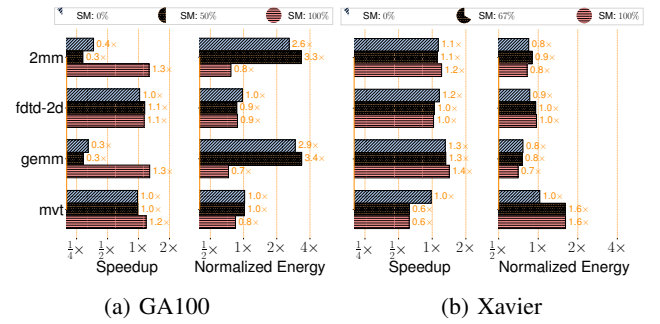 SM: 0% SM: 50% SM: 100% SM: 0% SM: 67% SM: 100%
2mm 0.4× 0.3× 1.3× 2.6× 3.3× 0.8× 1.1× 1.1× 1.2× 0.8× 0.9× 0.8×
fdtd-2d 1.0× 1.1× 1.1× 1.0× 0.9× 0.9× 1.2× 1.0× 1.0× 0.9× 1.0× 1.0×
gemm 0.3× 0.3× 1.3× 2.9× 3.4× 0.7× 1.3× 1.3× 1.4× 0.8× 0.8× 0.7×
mvt 1.0× 1.0× 1.2× 1.0× 1.0× 0.8× 1.0× 0.6× 0.6× 1.0× 1.6× 1.6×
1/4× 1/2× 1× 2× 1/2× 1× 2× 4× 1/4× 1/2× 1× 2× 1/2× 1× 2× 4×
Speedup Normalized Energy Speedup Normalized Energy
(a) GA100 (b) Xavier